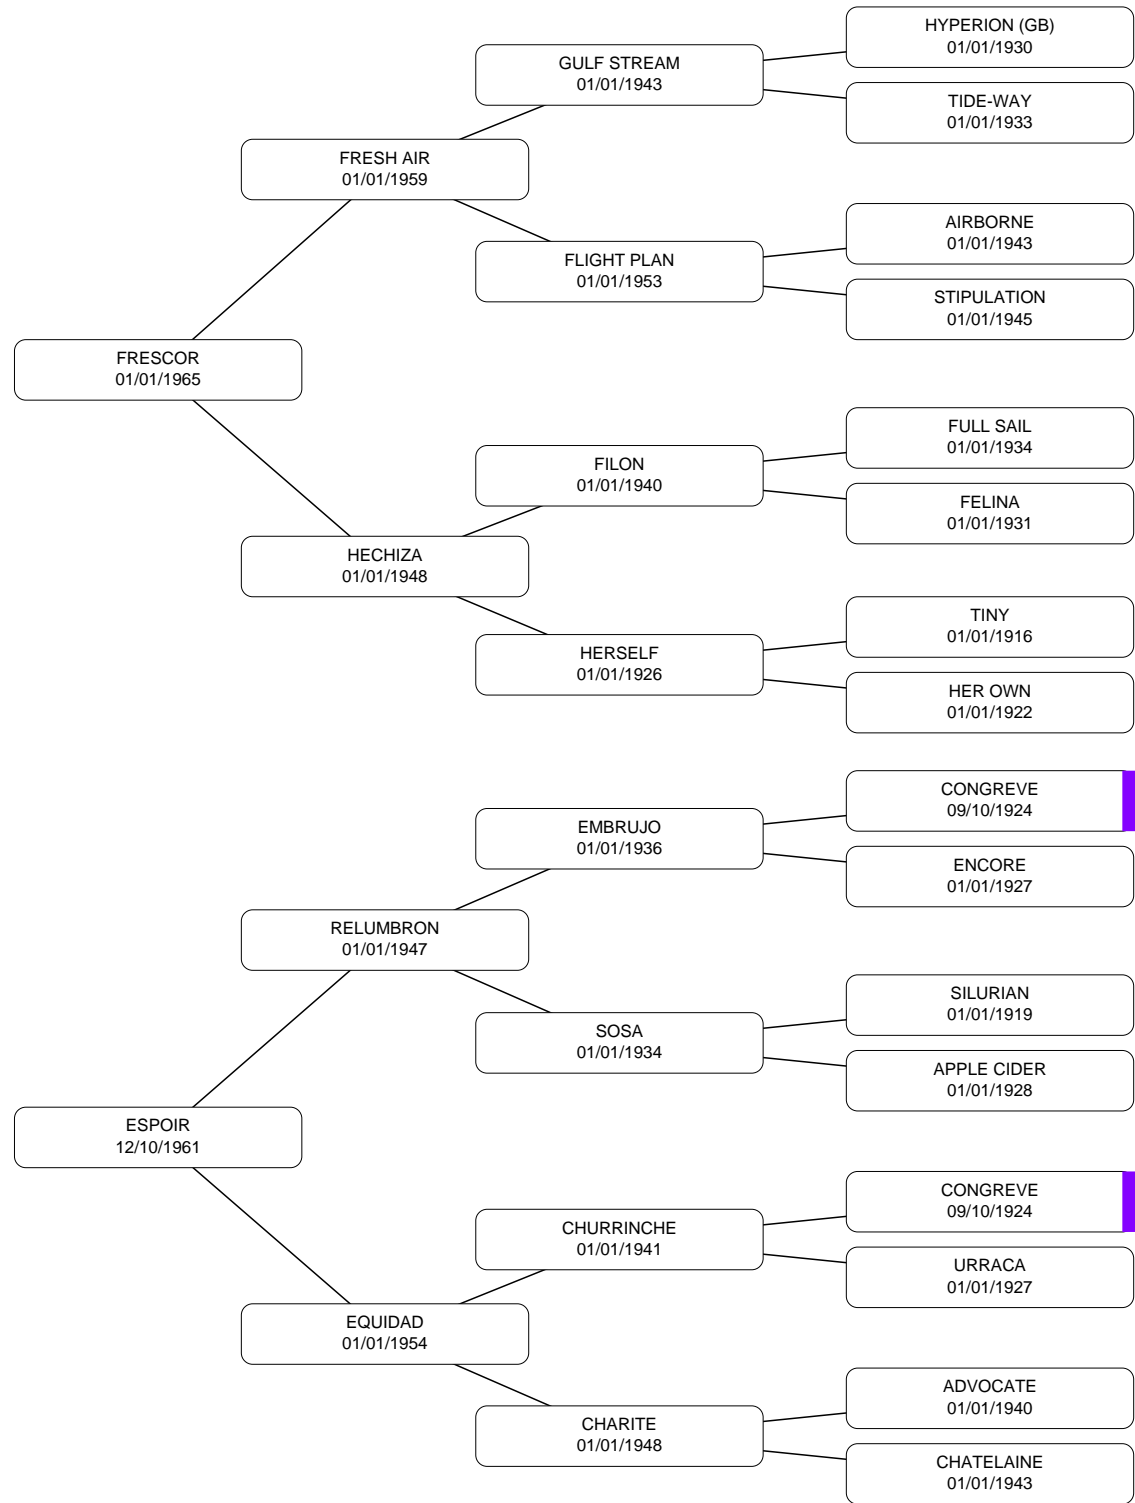 HYPERION (GB)
01/01/1930
GULF STREAM
01/01/1943
TIDE-WAY
01/01/1933
FRESH AIR
01/01/1959
AIRBORNE
01/01/1943
FLIGHT PLAN
01/01/1953
STIPULATION
01/01/1945
FRESCOR
01/01/1965
FULL SAIL
01/01/1934
FILON
01/01/1940
FELINA
01/01/1931
HECHIZA
01/01/1948
TINY
01/01/1916
HERSELF
01/01/1926
HER OWN
01/01/1922
CONGREVE
09/10/1924
EMBRUJO
01/01/1936
ENCORE
01/01/1927
RELUMBRON
01/01/1947
SILURIAN
01/01/1919
SOSA
01/01/1934
APPLE CIDER
01/01/1928
ESPOIR
12/10/1961
CONGREVE
09/10/1924
CHURRINCHE
01/01/1941
URRACA
01/01/1927
EQUIDAD
01/01/1954
ADVOCATE
01/01/1940
CHARITE
01/01/1948
CHATELAINE
01/01/1943